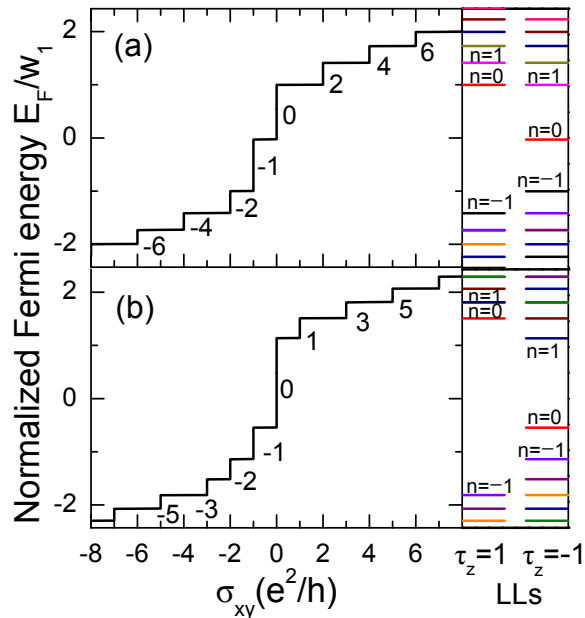 Normalized Fermi energy E_F/w_1
(a)
2
0
-2
6
4
2
0
-1
-2
-4
-6
n=1
n=0
n=1
n=0
n=−1
n=−1
(b)
2
0
-2
5
3
1
0
-1
-2
-3
-5
n=1
n=0
n=1
n=0
n=−1
n=−1
-8 -6 -4 -2 0 2 4 6
σ_xy(e^2/h)
τ_z=1 τ_z=-1
LLs